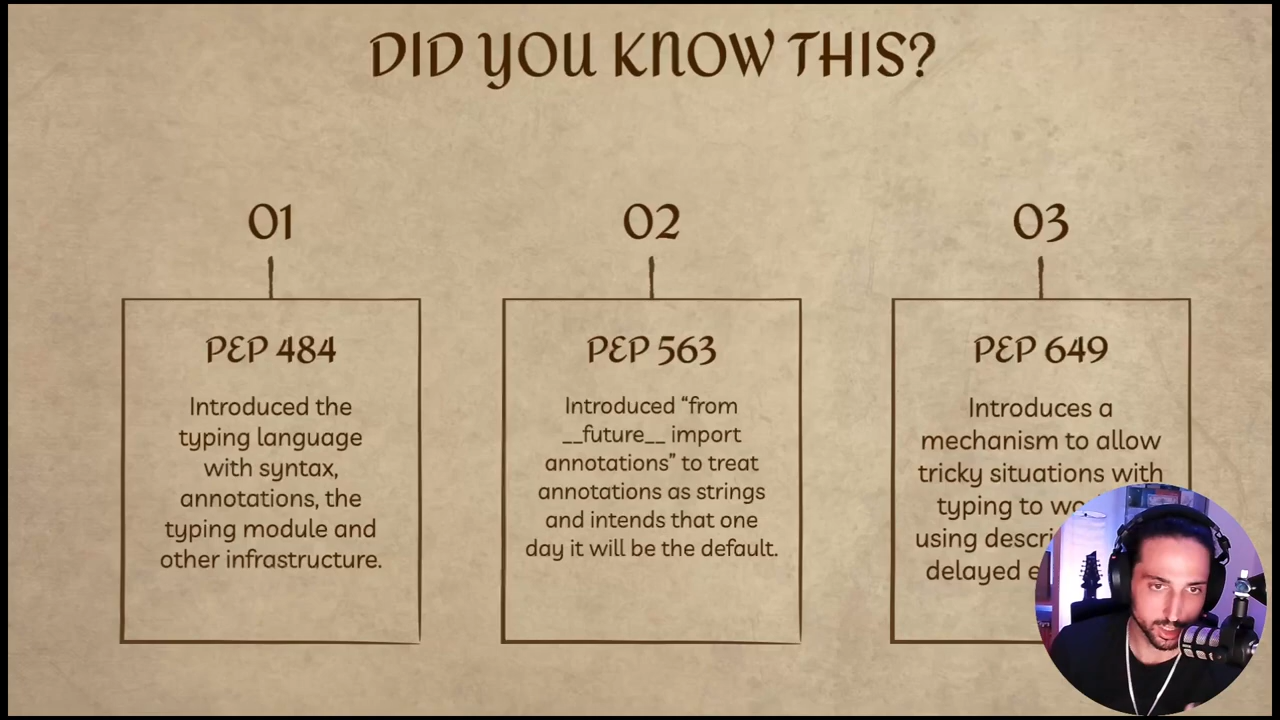 DID YOU KNOW THIS?
01
PEP 484
Introduced the
typing language
with syntax,
annotations, the
typing module and
other infrastructure.
02
PEP 563
Introduced “from
__future__ import
annotations” to treat
annotations as strings
and intends that one
day it will be the default.
03
PEP 649
Introduces a
mechanism to allow
tricky situations with
typing to
using
delayed